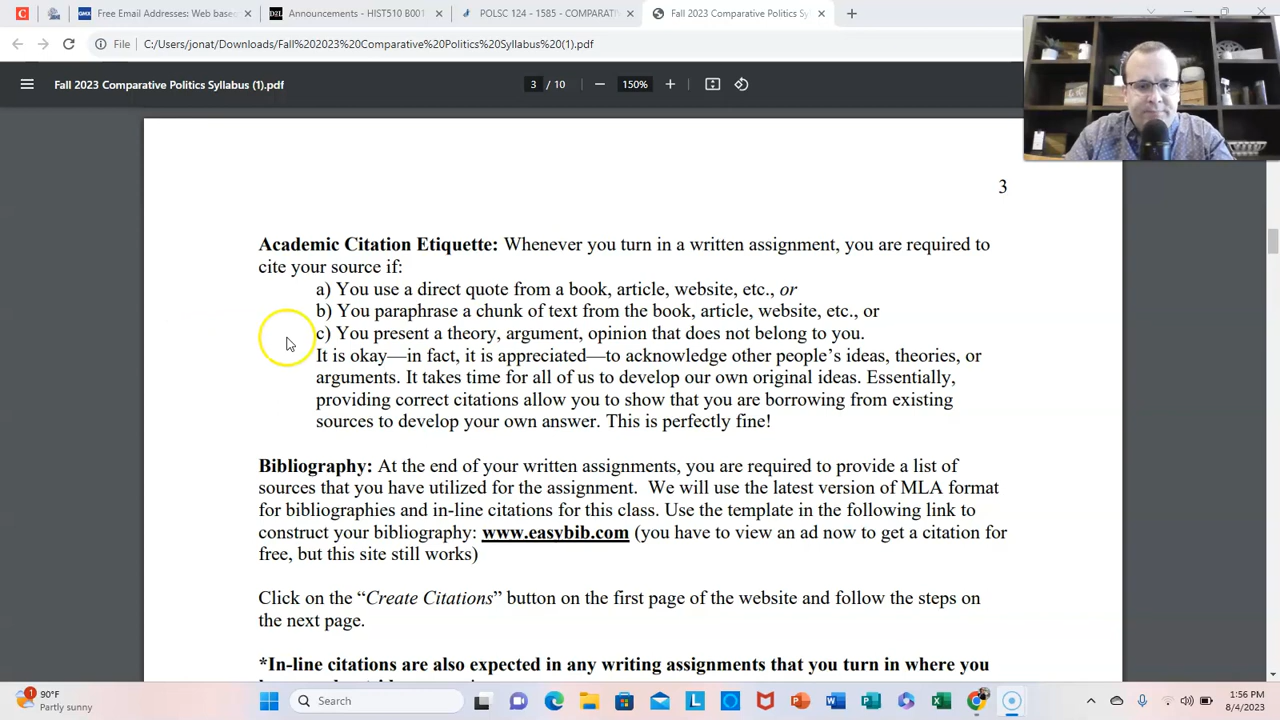 Free Email Addresses: Web base
Announcements - HIST510 B001
POLSC 124 - 1585 - COMPARATI
Fall 2023 Comparative Politics Sy
File C:/Users/jonat/Downloads/Fall%202023%20Comparative%20Politics%20Syllabus%20(1).pdf
Fall 2023 Comparative Politics Syllabus (1).pdf
3 / 10
150%
3
Academic Citation Etiquette: Whenever you turn in a written assignment, you are required to
cite your source if:
a) You use a direct quote from a book, article, website, etc., or
b) You paraphrase a chunk of text from the book, article, website, etc., or
c) You present a theory, argument, opinion that does not belong to you.
It is okay—in fact, it is appreciated—to acknowledge other people’s ideas, theories, or
arguments. It takes time for all of us to develop our own original ideas. Essentially,
providing correct citations allow you to show that you are borrowing from existing
sources to develop your own answer. This is perfectly fine!
Bibliography: At the end of your written assignments, you are required to provide a list of
sources that you have utilized for the assignment. We will use the latest version of MLA format
for bibliographies and in-line citations for this class. Use the template in the following link to
construct your bibliography: www.easybib.com (you have to view an ad now to get a citation for
free, but this site still works)
Click on the “Create Citations” button on the first page of the website and follow the steps on
the next page.
*In-line citations are also expected in any writing assignments that you turn in where you
1
90°F
Partly sunny
Search
1:56 PM
8/4/2023